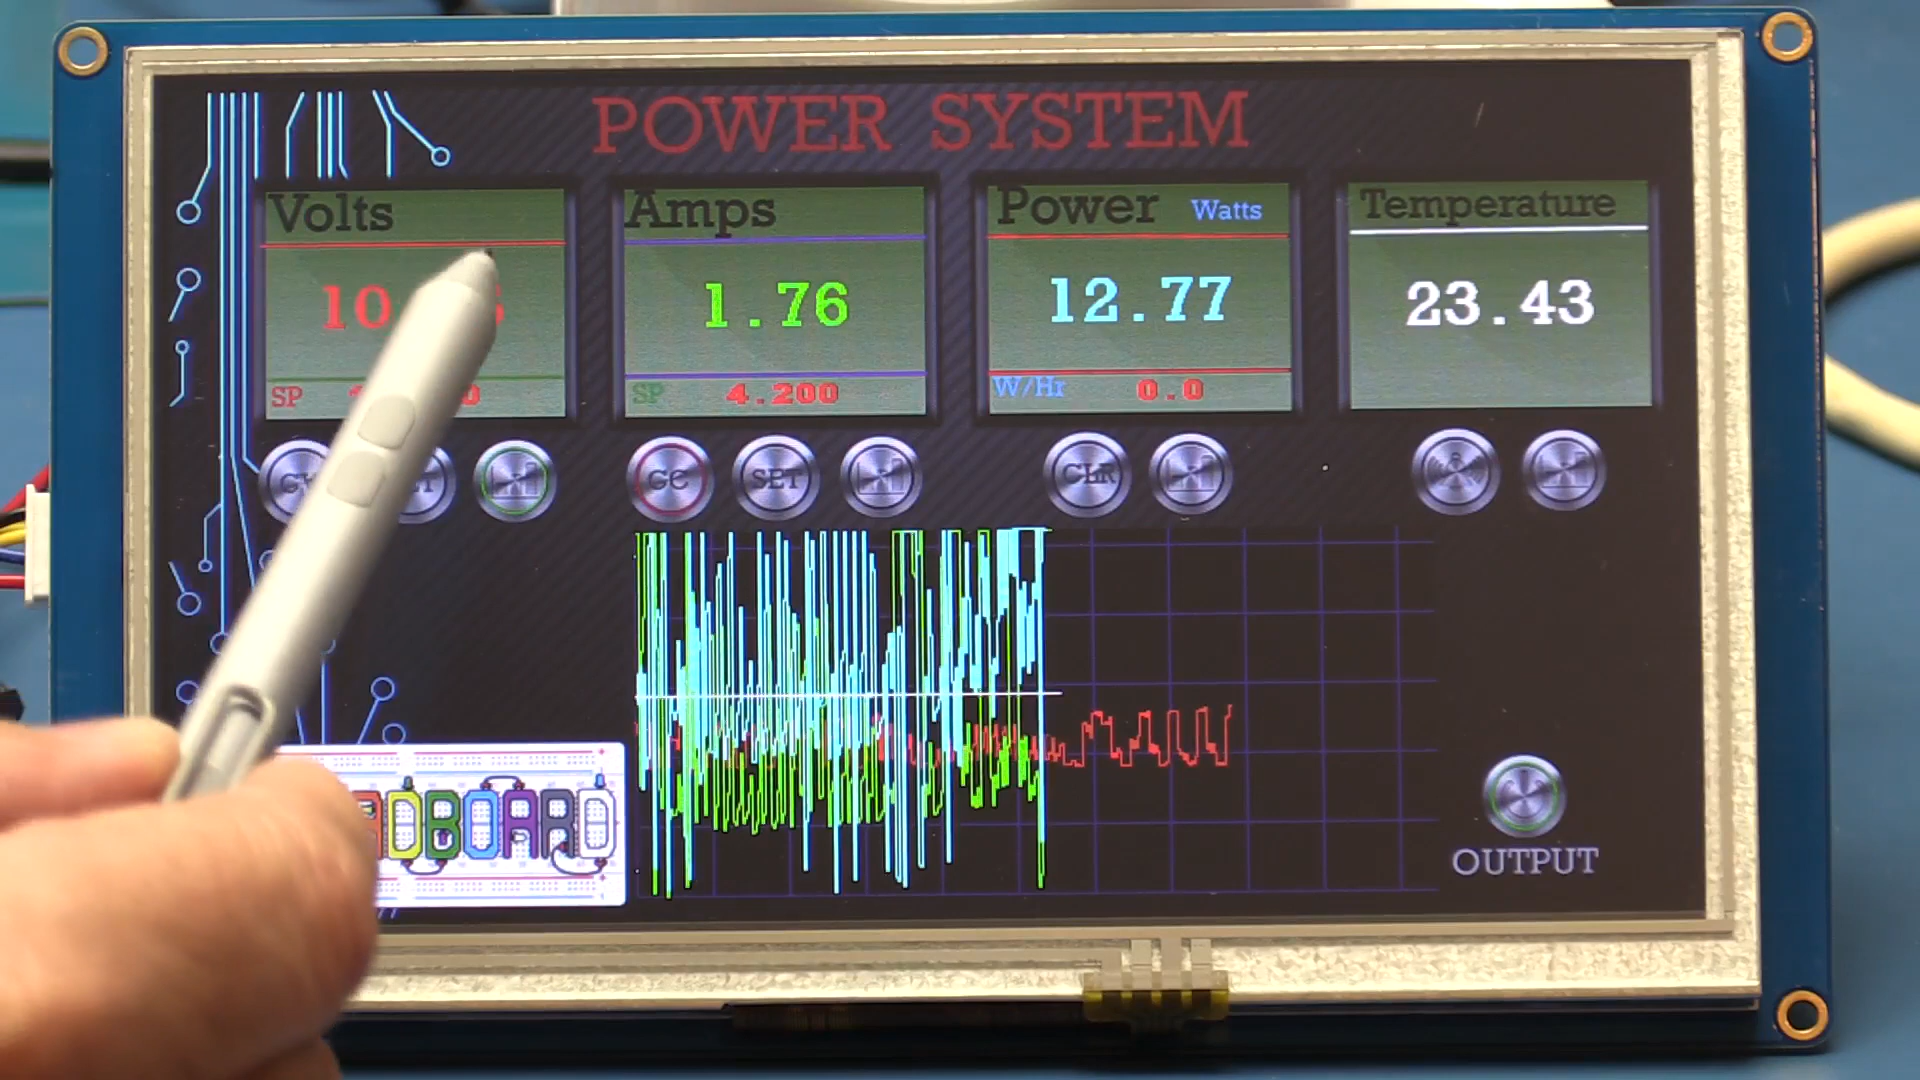 POWER SYSTEM
Volts
Amps
Power Watts
Temperature
1.76
12.77
23.43
SP
SP 4.200
W/Hr 0.0
CC
SET
CLR
OUTPUT